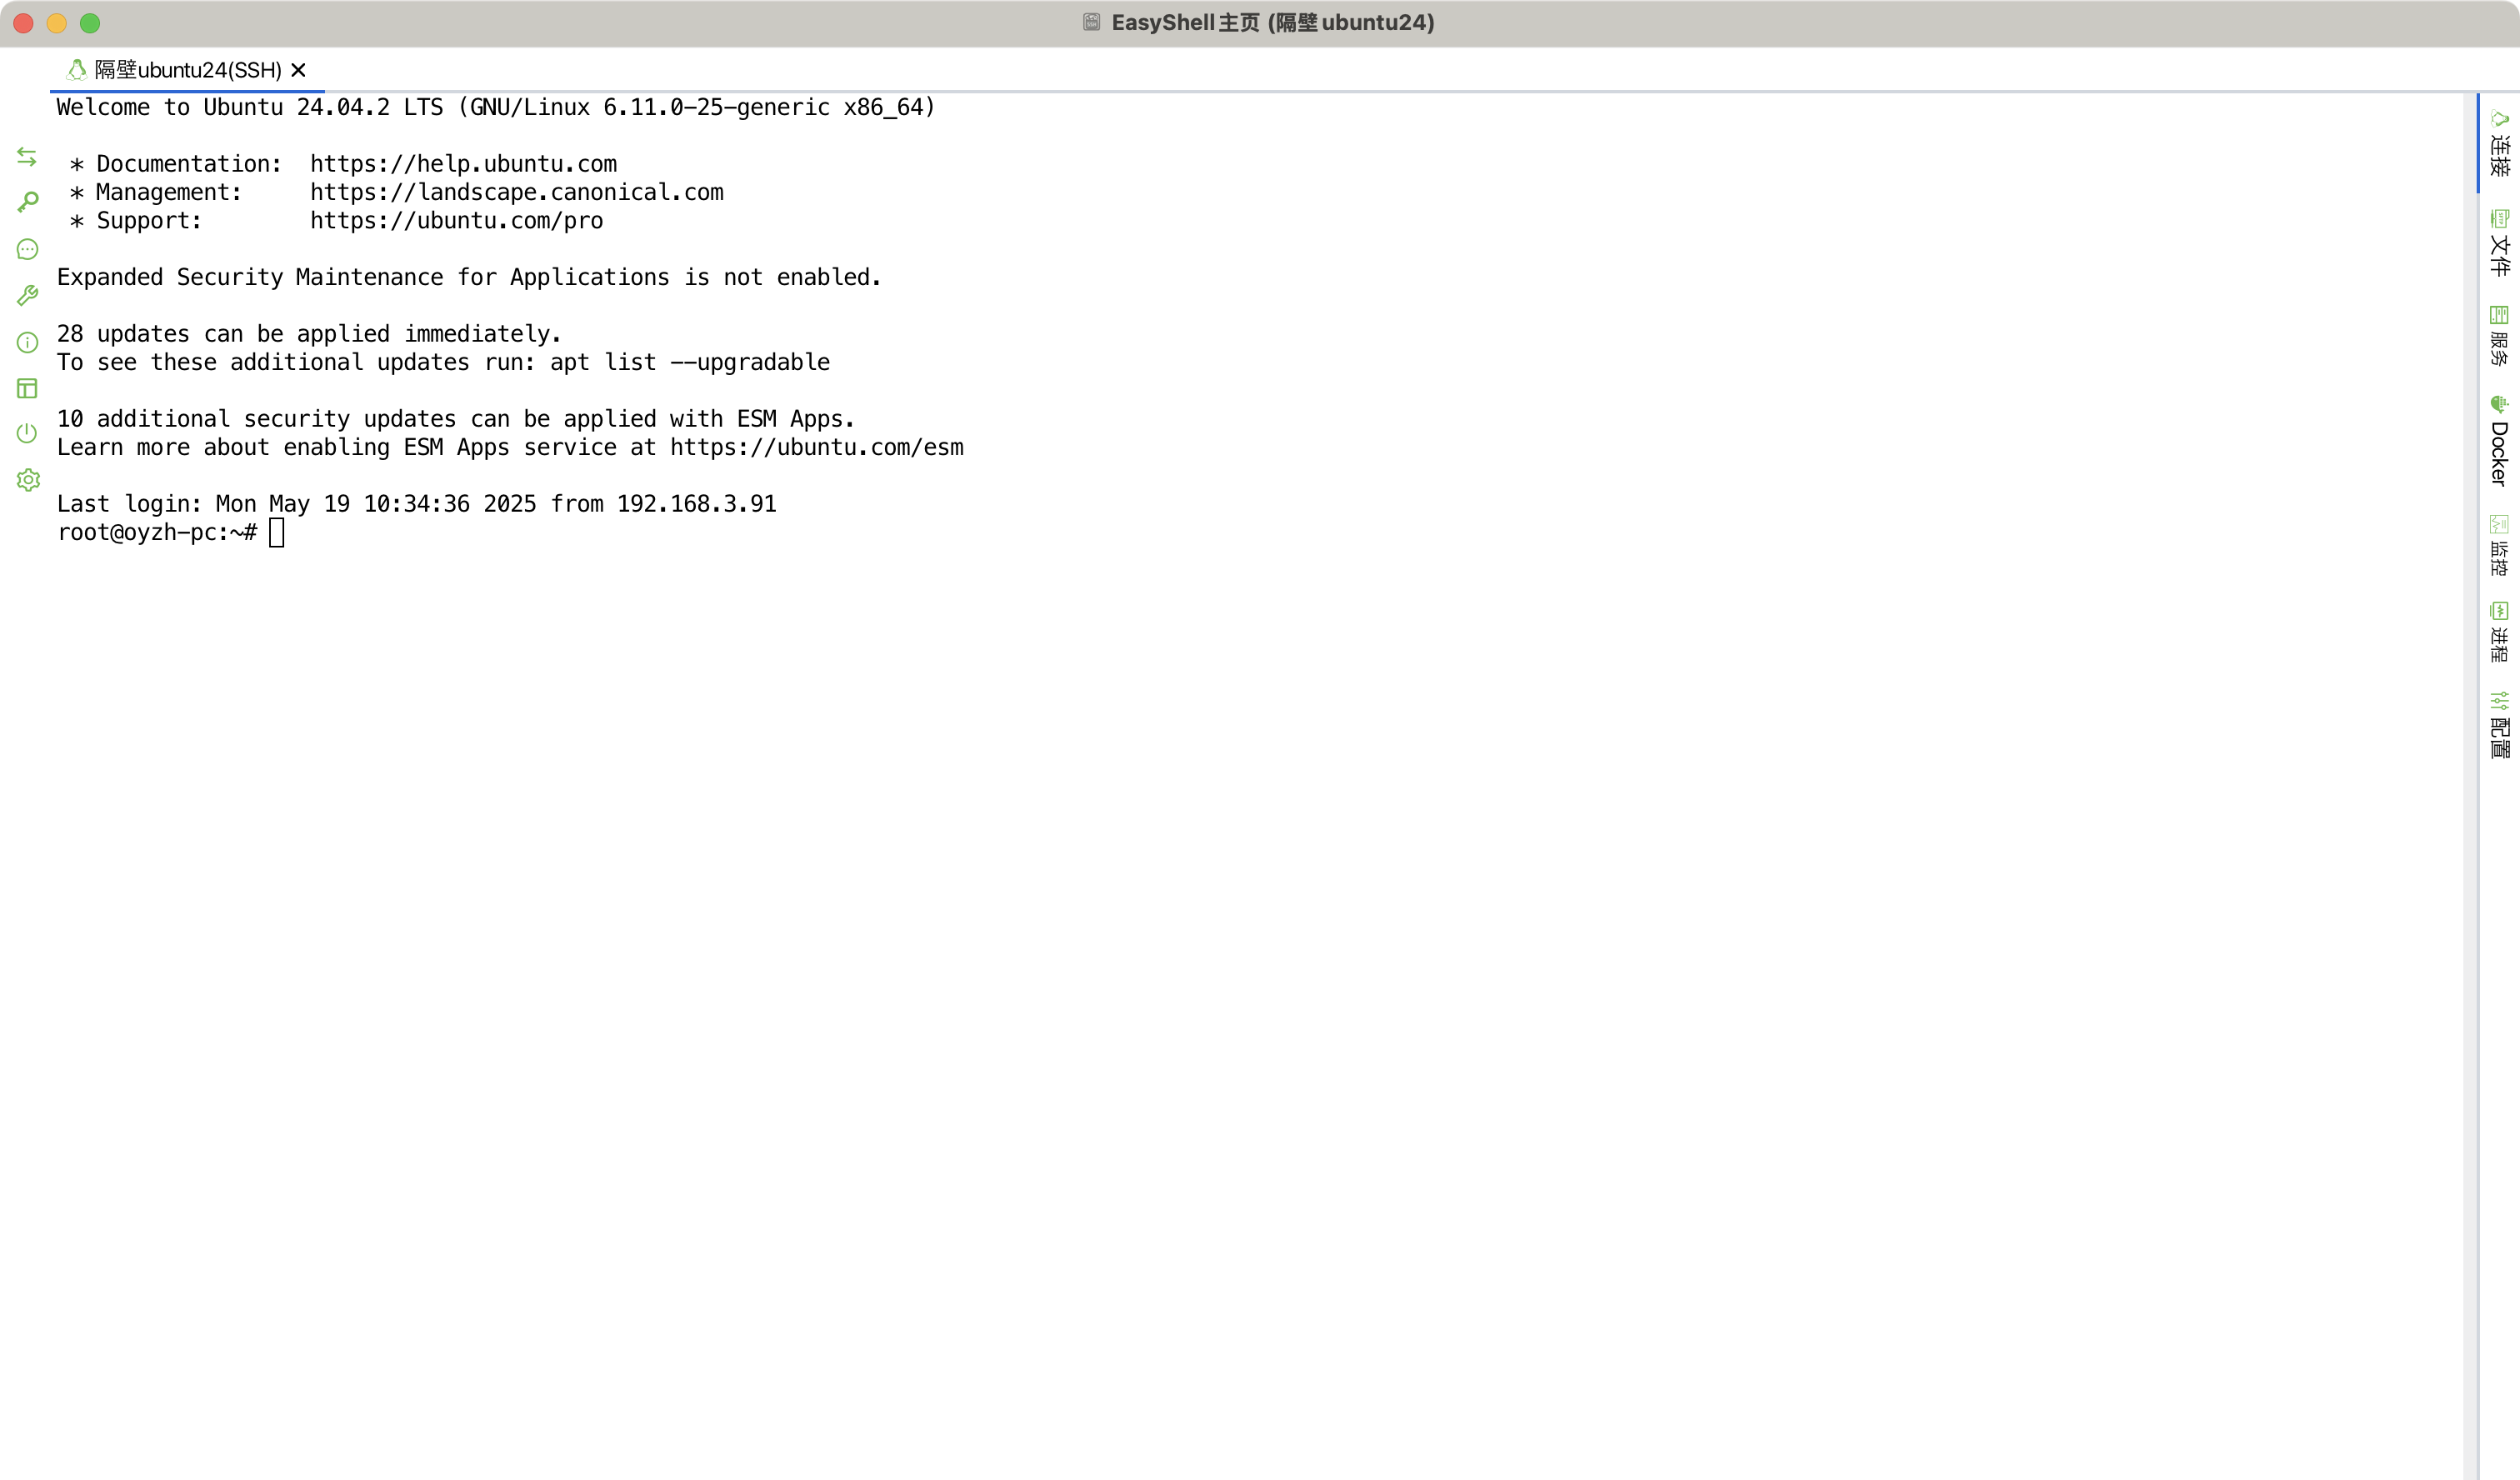 EasyShell主页 (隔壁ubuntu24)
隔壁ubuntu24(SSH)
Welcome to Ubuntu 24.04.2 LTS (GNU/Linux 6.11.0-25-generic x86_64)
* Documentation:  https://help.ubuntu.com
* Management:     https://landscape.canonical.com
* Support:        https://ubuntu.com/pro
Expanded Security Maintenance for Applications is not enabled.
28 updates can be applied immediately.
To see these additional updates run: apt list --upgradable
10 additional security updates can be applied with ESM Apps.
Learn more about enabling ESM Apps service at https://ubuntu.com/esm
Last login: Mon May 19 10:34:36 2025 from 192.168.3.91
root@oyzh-pc:~#
连接
文件
服务
Docker
监控
进程
配置